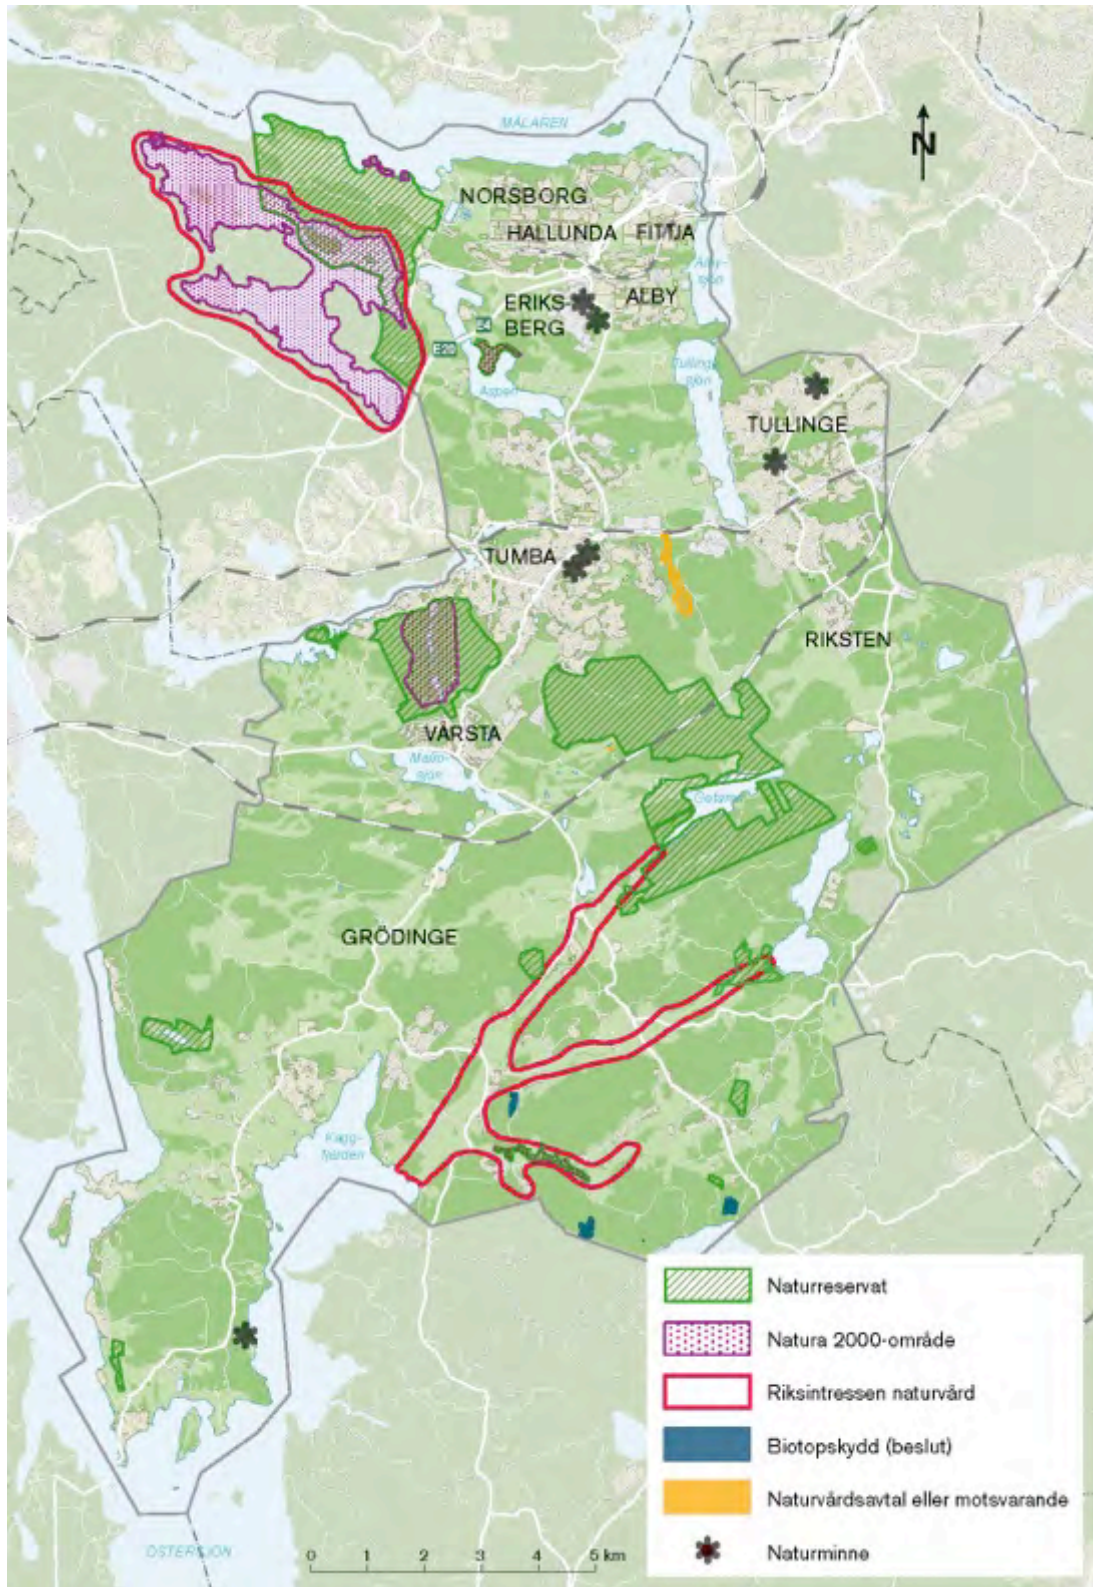 MÄLAREN
N
NORSBORG
HALLUNDA
FITTJA
ALBY
ERIKS
BERG
E4
E20
Aspen
TULLINGE
TUMBA
RIKSTEN
VÅRSTA
GRÖDINGE
Kagg-
fjärden
ÖSTERSJÖN
0 1 2 3 4 5 km
Naturreservat
Natura 2000-område
Riksintressen naturvård
Biotopskydd (beslut)
Naturvårdsavtal eller motsvarande
Naturminne